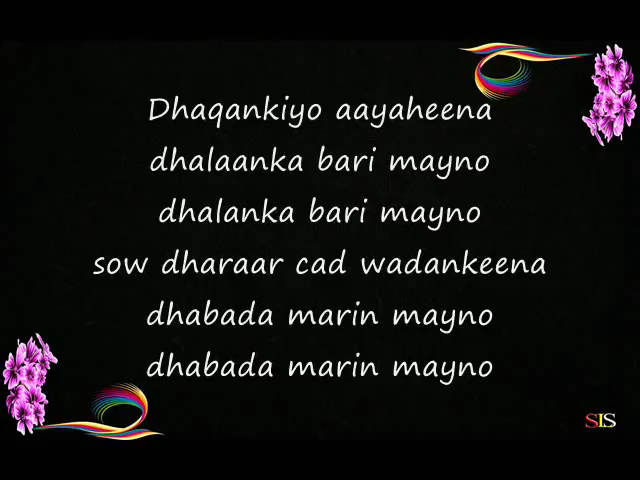 Dhaqankiyo aayaheena
dhalaanka bari mayno
dhalanka bari mayno
sow dharaar cad wadankeena
dhabada marin mayno
dhabada marin mayno
SIS